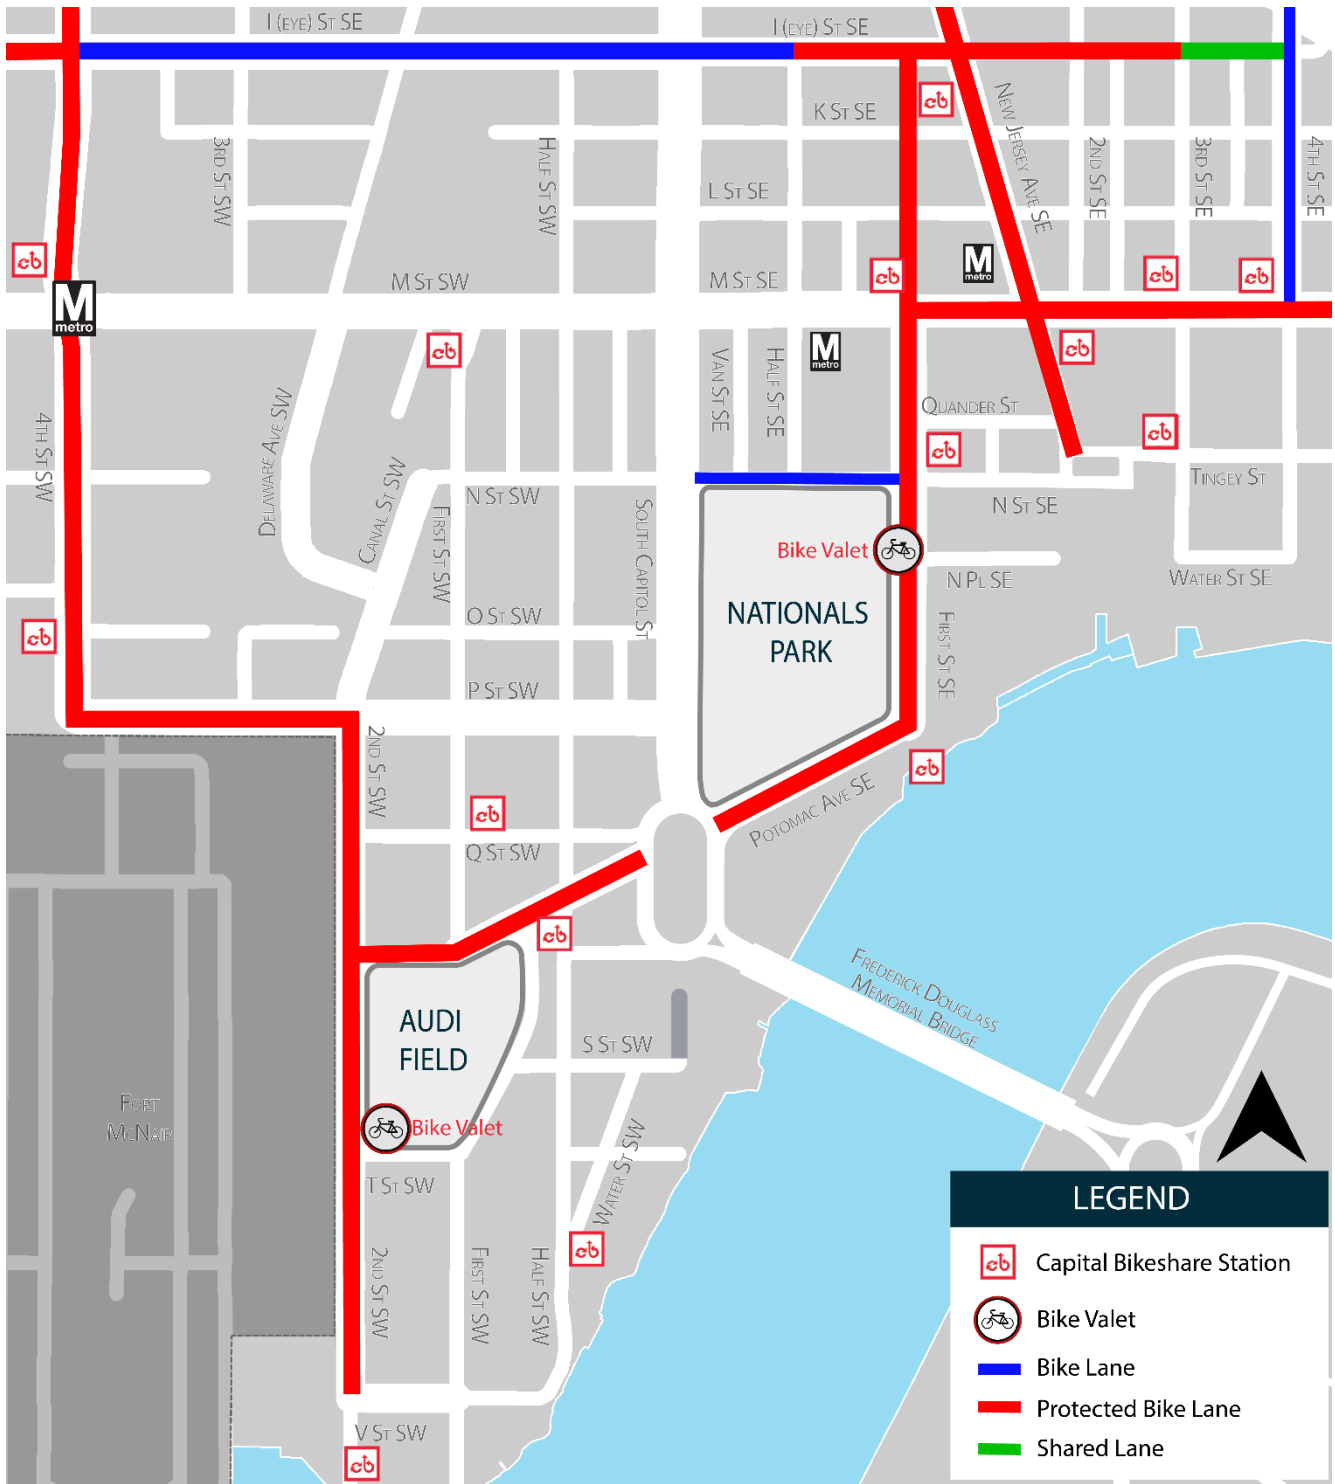 I (EYE) ST SE
I (EYE) ST SE
K ST SE
NEW JERSEY AVE SE
3RD ST SW
HALF ST SW
2ND ST SE
3RD ST SE
4TH ST SE
L ST SE
M
metro
M ST SW
M ST SE
M
metro
M
metro
VAN ST SE
HALF ST SE
QUANDER ST
4TH ST SW
DELAWARE AVE SW
CANAL ST SW
FIRST ST SW
N ST SW
SOUTH CAPITOL ST
N ST SE
TINGEY ST
Bike Valet
N PL SE
WATER ST SE
O ST SW
NATIONALS
PARK
FIRST ST SE
P ST SW
2ND ST SW
POTOMAC AVE SE
Q ST SW
FREDERICK DOUGLASS
MEMORIAL BRIDGE
AUDI
FIELD
S ST SW
FORT
MCNAIR
Bike Valet
WATER ST SW
T ST SW
2ND ST SW
FIRST ST SW
HALF ST SW
V ST SW
LEGEND
Capital Bikeshare Station
Bike Valet
Bike Lane
Protected Bike Lane
Shared Lane